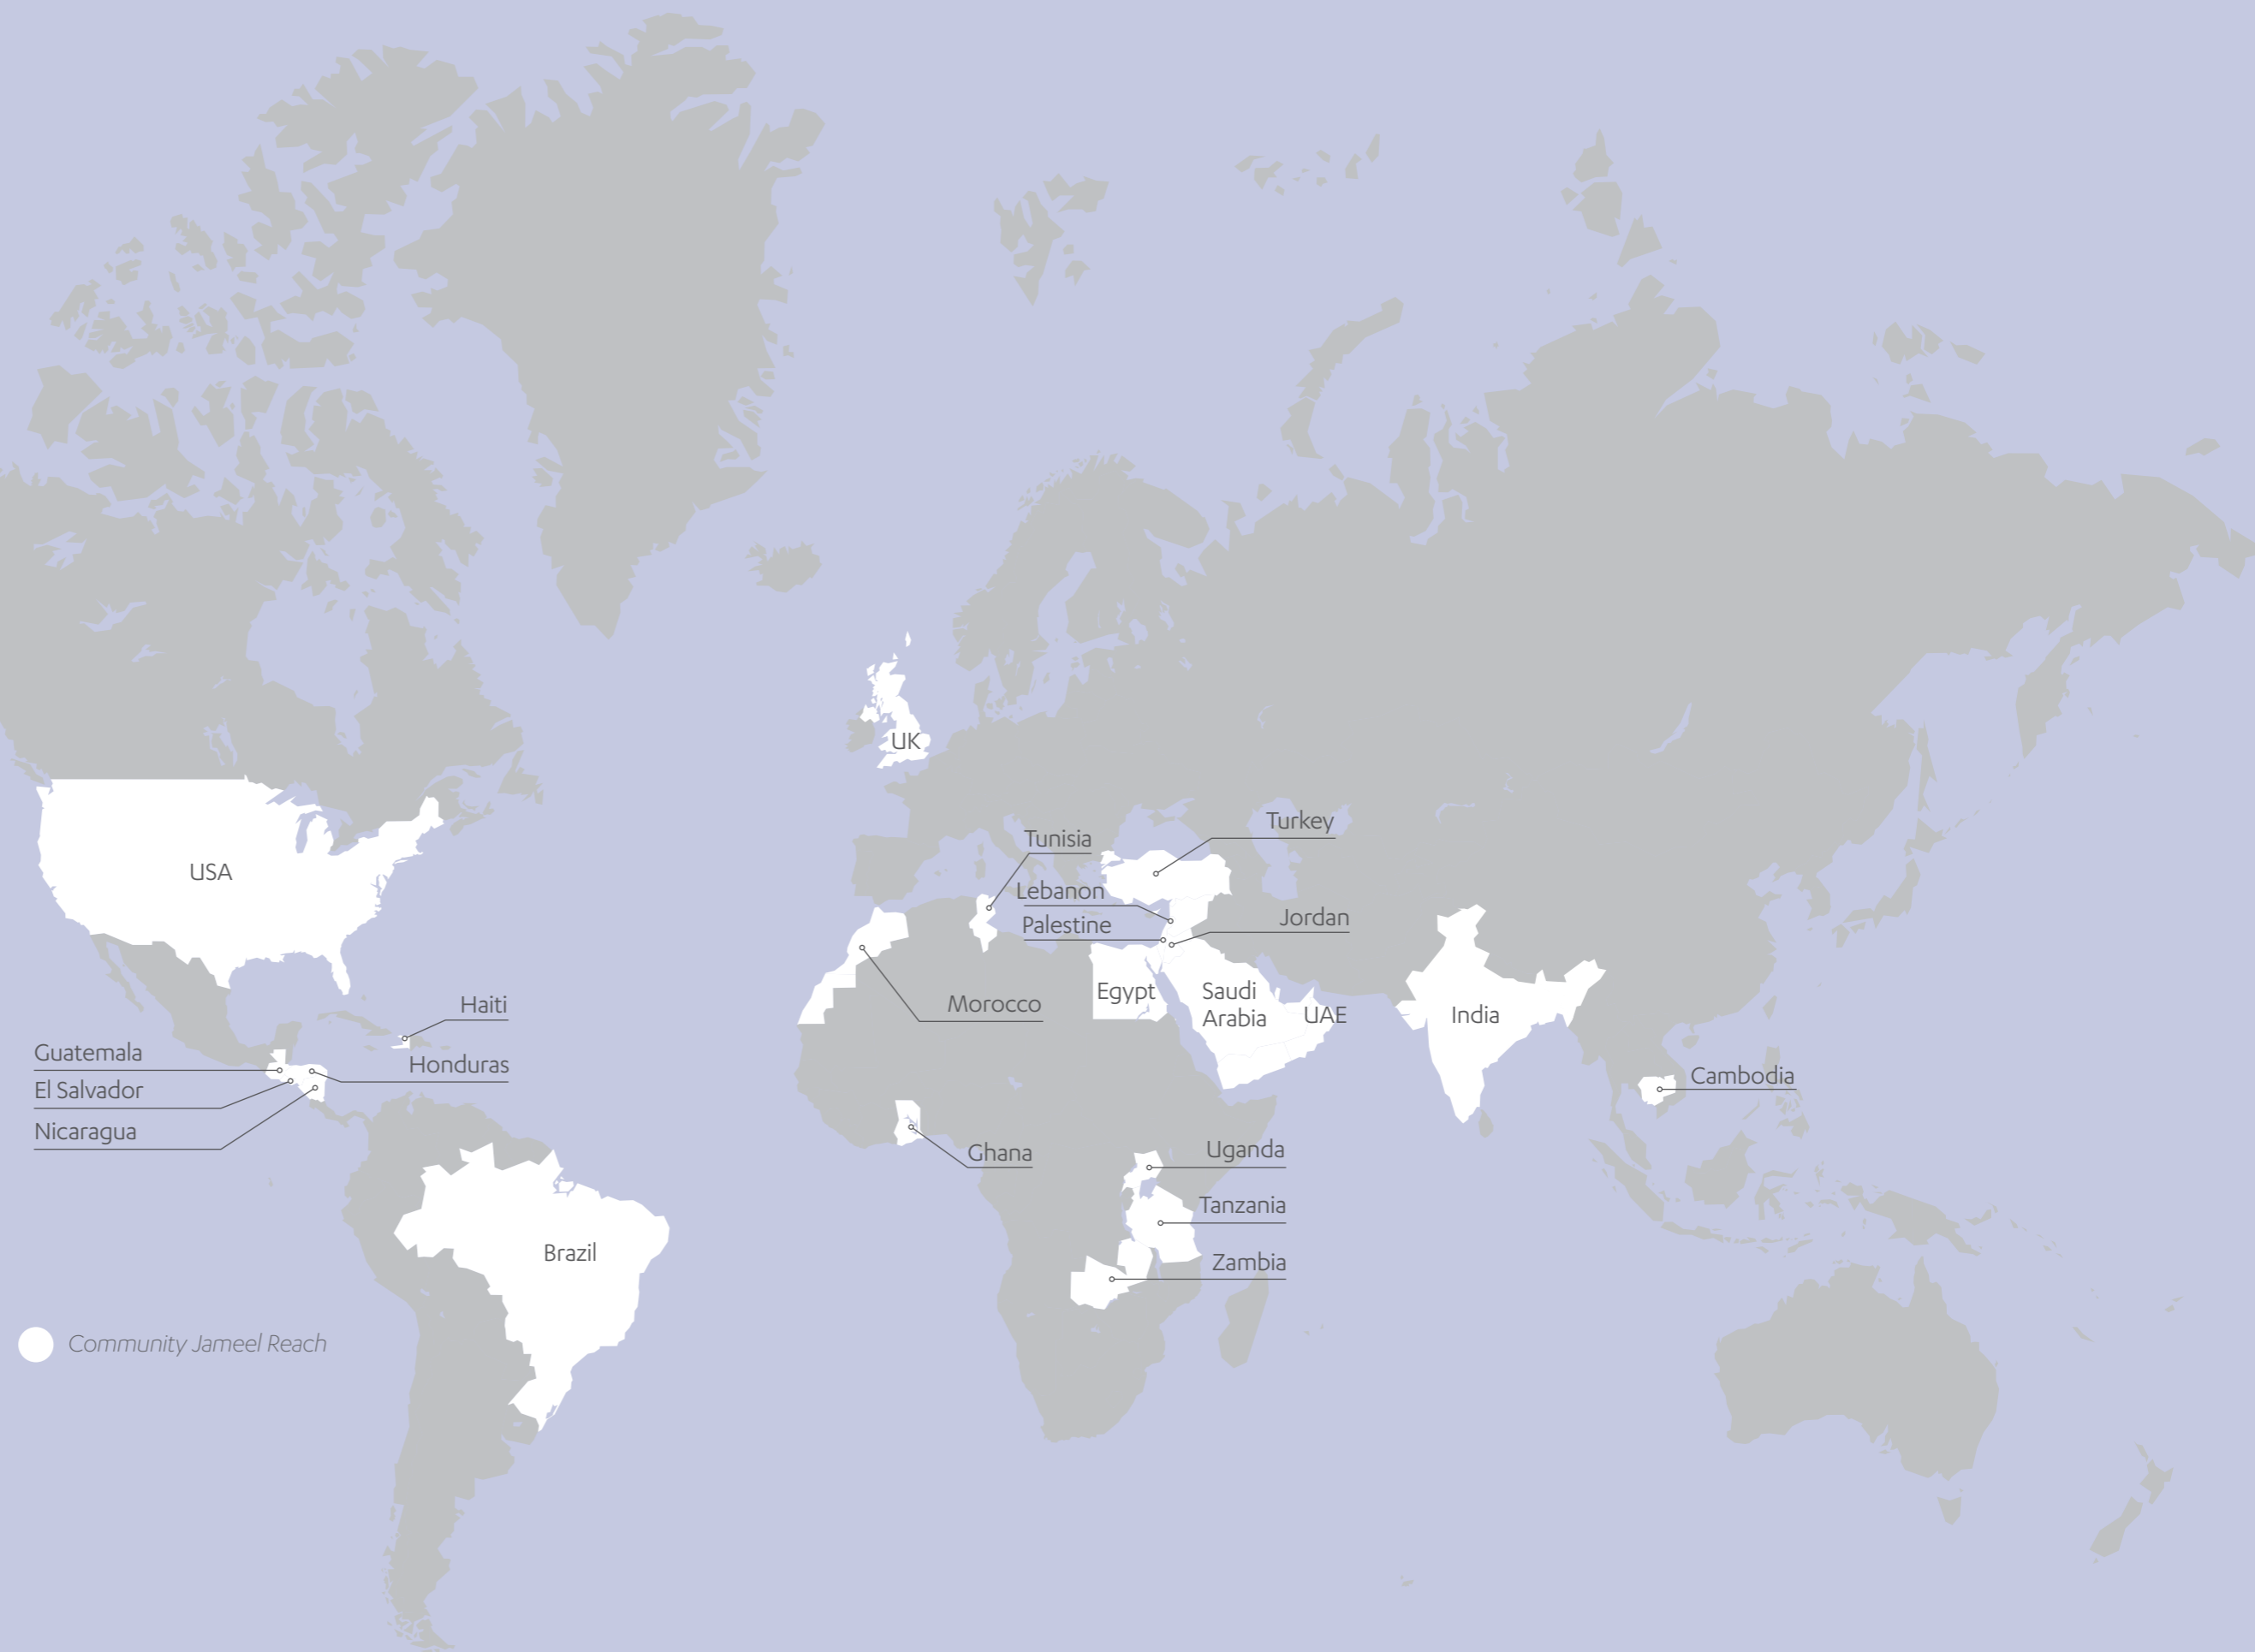 UK
Turkey
Tunisia
USA
Lebanon
Jordan
Palestine
Egypt
Saudi
Arabia
UAE
India
Morocco
Haiti
Guatemala
Honduras
El Salvador
Nicaragua
Cambodia
Ghana
Uganda
Tanzania
Brazil
Zambia
Community Jameel Reach